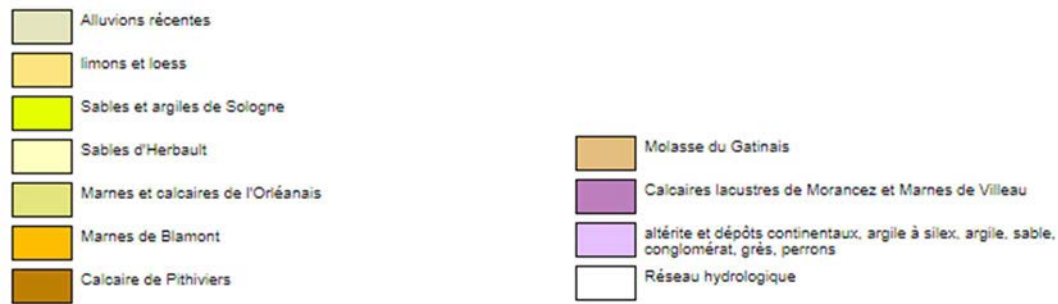 Alluvions récentes
limons et loess
Sables et argiles de Sologne
Sables d'Herbault
Marnes et calcaires de l'Orléanais
Marnes de Blamont
Calcaire de Pithiviers
Molasse du Gatinais
Calcaires lacustres de Morancez et Marnes de Villeau
altérite et dépôts continentaux, argile à silex, argile, sable,
conglomérat, grès, perrons
Réseau hydrologique